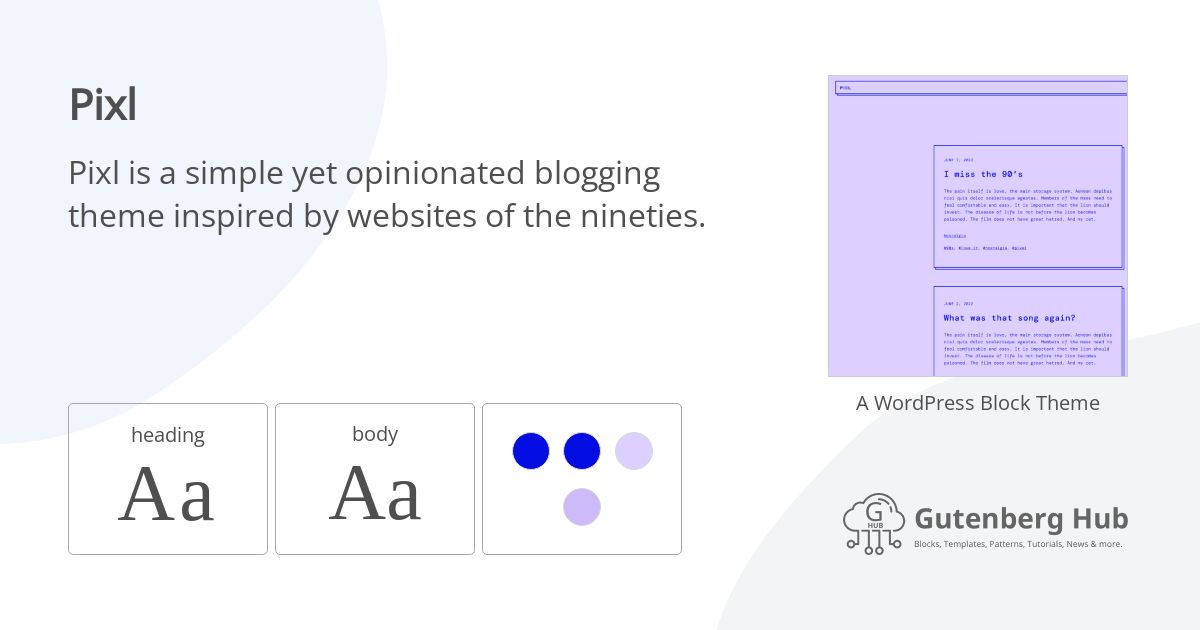 Pixl
Pixl is a simple yet opinionated blogging
theme inspired by websites of the nineties.
heading
Aa
body
Aa
PIXL
JUNE 7, 2022
I miss the 90's
The pain itself is love, the main storage system. Aenean dapibus
nisl quis dolor scelerisque egestas. Members of the mass need to
feel comfortable and easy. It is important that the lion should
invest. The disease of life is not before the lion becomes
poisoned. The film does not have great hatred. And my cat.
Nostalgia
#90s, #love it, #nostalgia, #pixel
JUNE 2, 2022
What was that song again?
The pain itself is love, the main storage system. Aenean dapibus
nisl quis dolor scelerisque egestas. Members of the mass need to
feel comfortable and easy. It is important that the lion should
invest. The disease of life is not before the lion becomes
poisoned. The film does not have great hatred. And my cat.
A WordPress Block Theme
G
HUB
Gutenberg Hub
Blocks, Templates, Patterns, Tutorials, News & more.